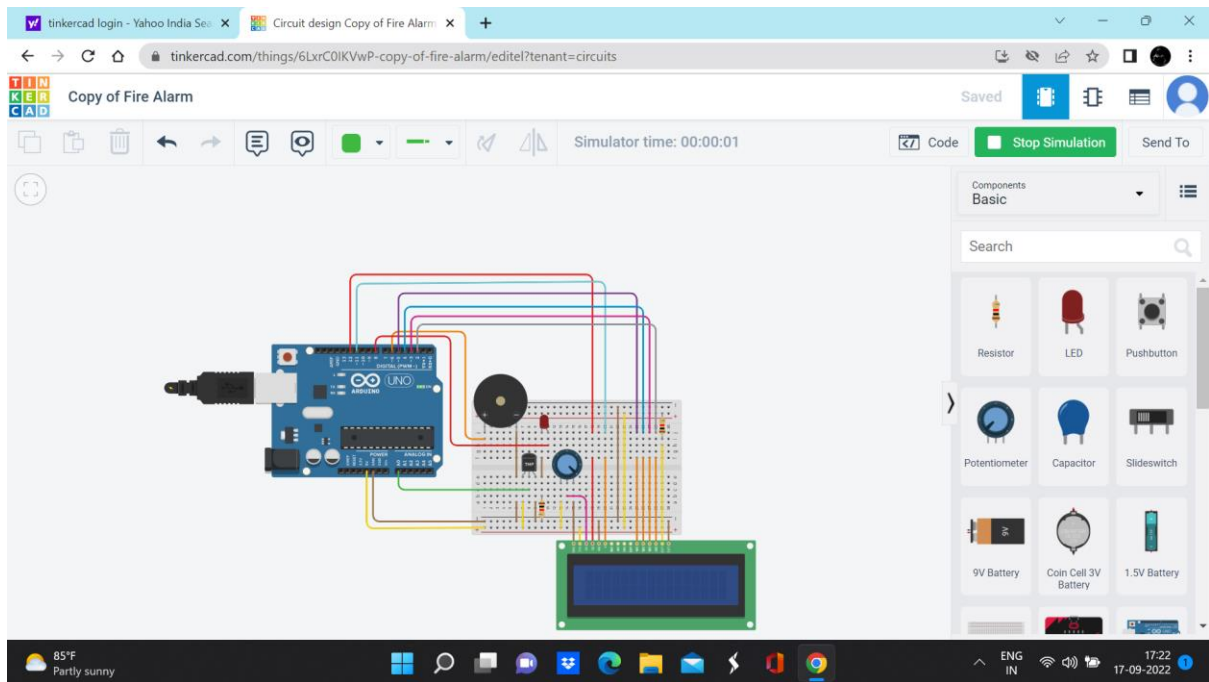 tinkercad login - Yahoo India Sea
Circuit design Copy of Fire Alarm
tinkercad.com/things/6LxrC0IKVwP-copy-of-fire-alarm/editel?tenant=circuits
TIN
KER
CAD
Copy of Fire Alarm
Saved
Simulator time: 00:00:01
Code
Stop Simulation
Send To
Components
Basic
Search
Resistor
LED
Pushbutton
Potentiometer
Capacitor
Slideswitch
9V
9V Battery
Coin Cell 3V
Battery
1.5V Battery
DIGITAL (PWM~)
UNO
ARDUINO
POWER
ANALOG IN
TMP
85°F
Partly sunny
ENG
IN
17:22
17-09-2022
1